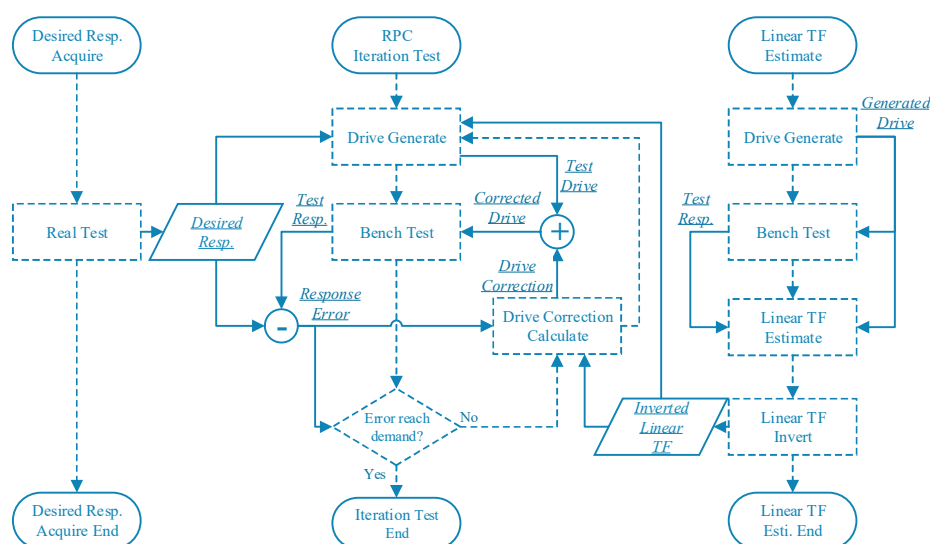 Desired Resp.
Acquire
RPC
Iteration Test
Linear TF
Estimate
Drive Generate
Drive Generate
Generated
Drive
Test
Drive
Real Test
Desired
Resp.
Test
Resp.
Bench Test
Corrected
Drive
+
Test
Resp.
Bench Test
Drive
Correction
Response
Error
-
Drive Correction
Calculate
Linear TF
Estimate
Error reach
demand?
No
Yes
Inverted
Linear
TF
Linear TF
Invert
Desired Resp.
Acquire End
Iteration Test
End
Linear TF
Esti. End